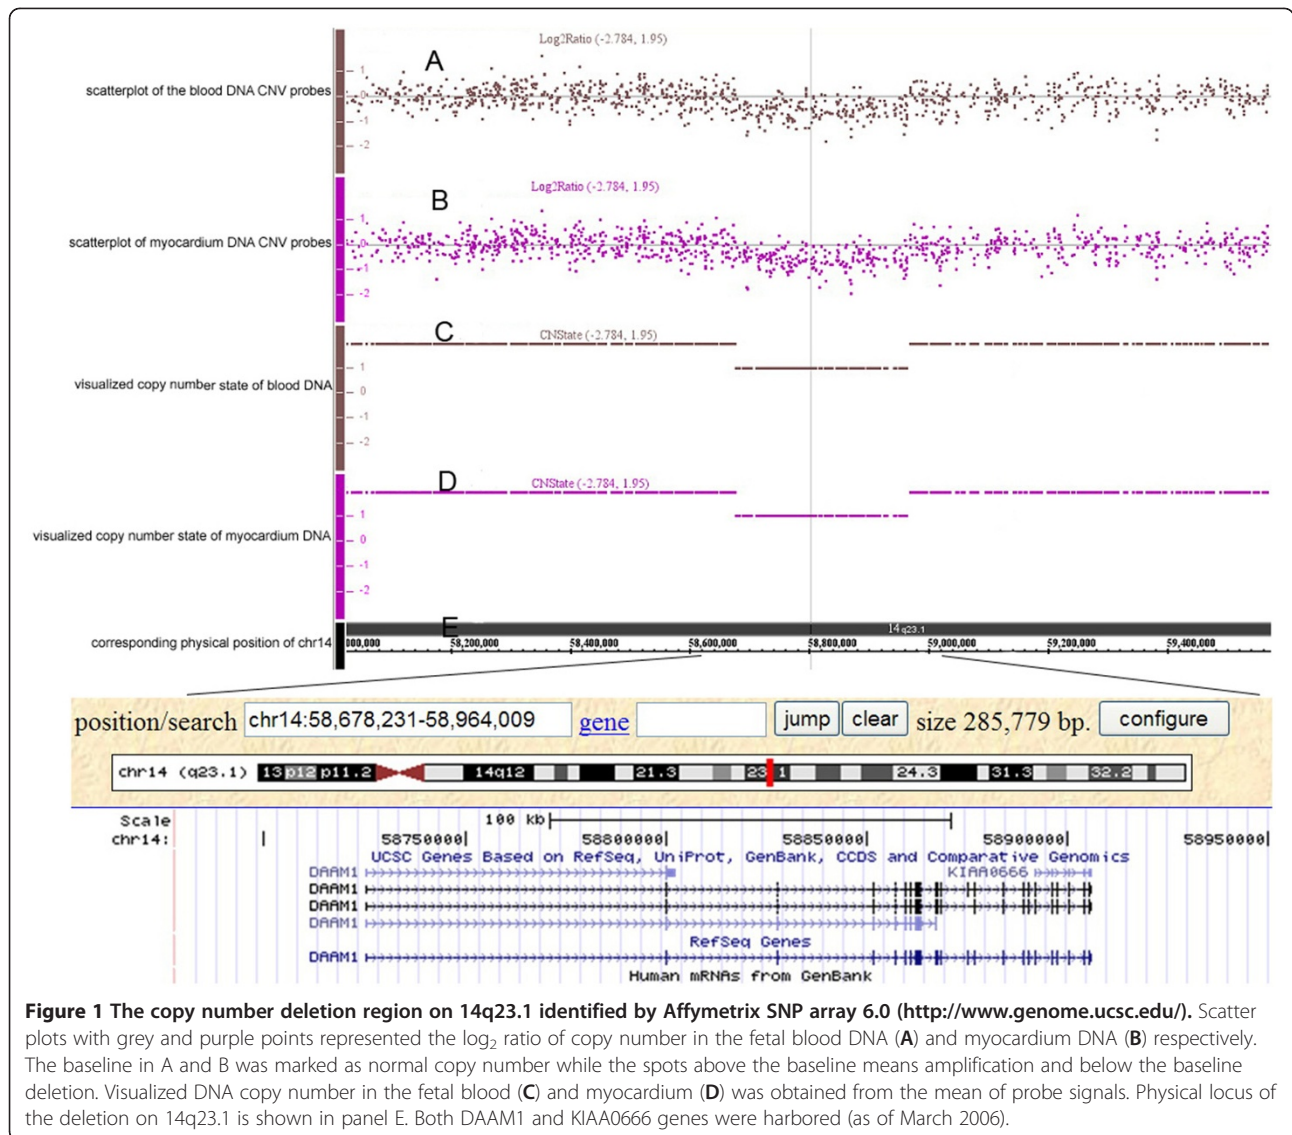 Log2Ratio (-2.784, 1.95)
A
scatterplot of the blood DNA CNV probes
1
0
-1
-2
Log2Ratio (-2.784, 1.95)
B
scatterplot of myocardium DNA CNV probes
1
0
-1
-2
CNState (-2.784, 1.95)
C
visualized copy number state of blood DNA
1
0
-1
-2
CNState (-2.784, 1.95)
D
visualized copy number state of myocardium DNA
1
0
-1
-2
E
14q23.1
corresponding physical position of chr14
000,000 58,200,000 58,400,000 58,600,000 58,800,000 59,000,000 59,200,000 59,400,000
position/search chr14:58,678,231-58,964,009 gene jump clear size 285,779 bp. configure
chr14 (q23.1) 13 p12 p11.2 14q12 21.3 23 1 24.3 31.3 32.2
Scale 100 kb
chr14: 58750000 58800000 58850000 58900000 58950000
UCSC Genes Based on RefSeq, UniProt, GenBank, CCDS and Comparative Genomics
DAAM1 KIAA0666
DAAM1
DAAM1
DAAM1
RefSeq Genes
DAAM1
Human mRNAs from GenBank
Figure 1 The copy number deletion region on 14q23.1 identified by Affymetrix SNP array 6.0 (http://www.genome.ucsc.edu/). Scatter
plots with grey and purple points represented the log2 ratio of copy number in the fetal blood DNA (A) and myocardium DNA (B) respectively.
The baseline in A and B was marked as normal copy number while the spots above the baseline means amplification and below the baseline
deletion. Visualized DNA copy number in the fetal blood (C) and myocardium (D) was obtained from the mean of probe signals. Physical locus of
the deletion on 14q23.1 is shown in panel E. Both DAAM1 and KIAA0666 genes were harbored (as of March 2006).